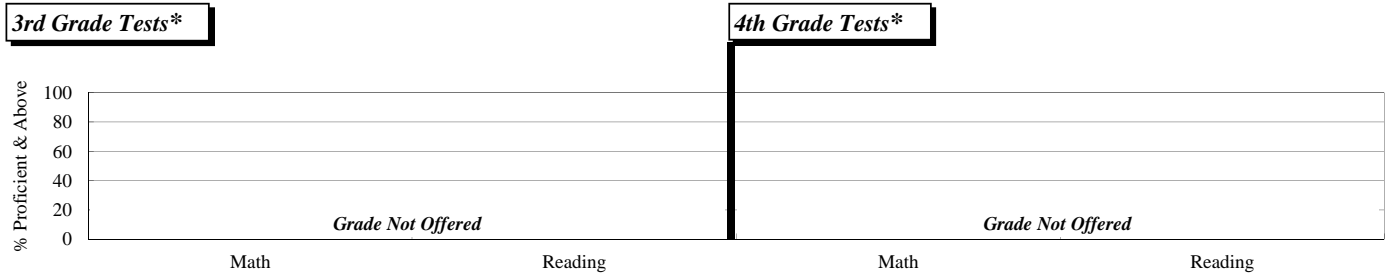 3rd Grade Tests*
4th Grade Tests*
% Proficient & Above
100
80
60
40
20
0
Grade Not Offered
Grade Not Offered
Math
Reading
Math
Reading